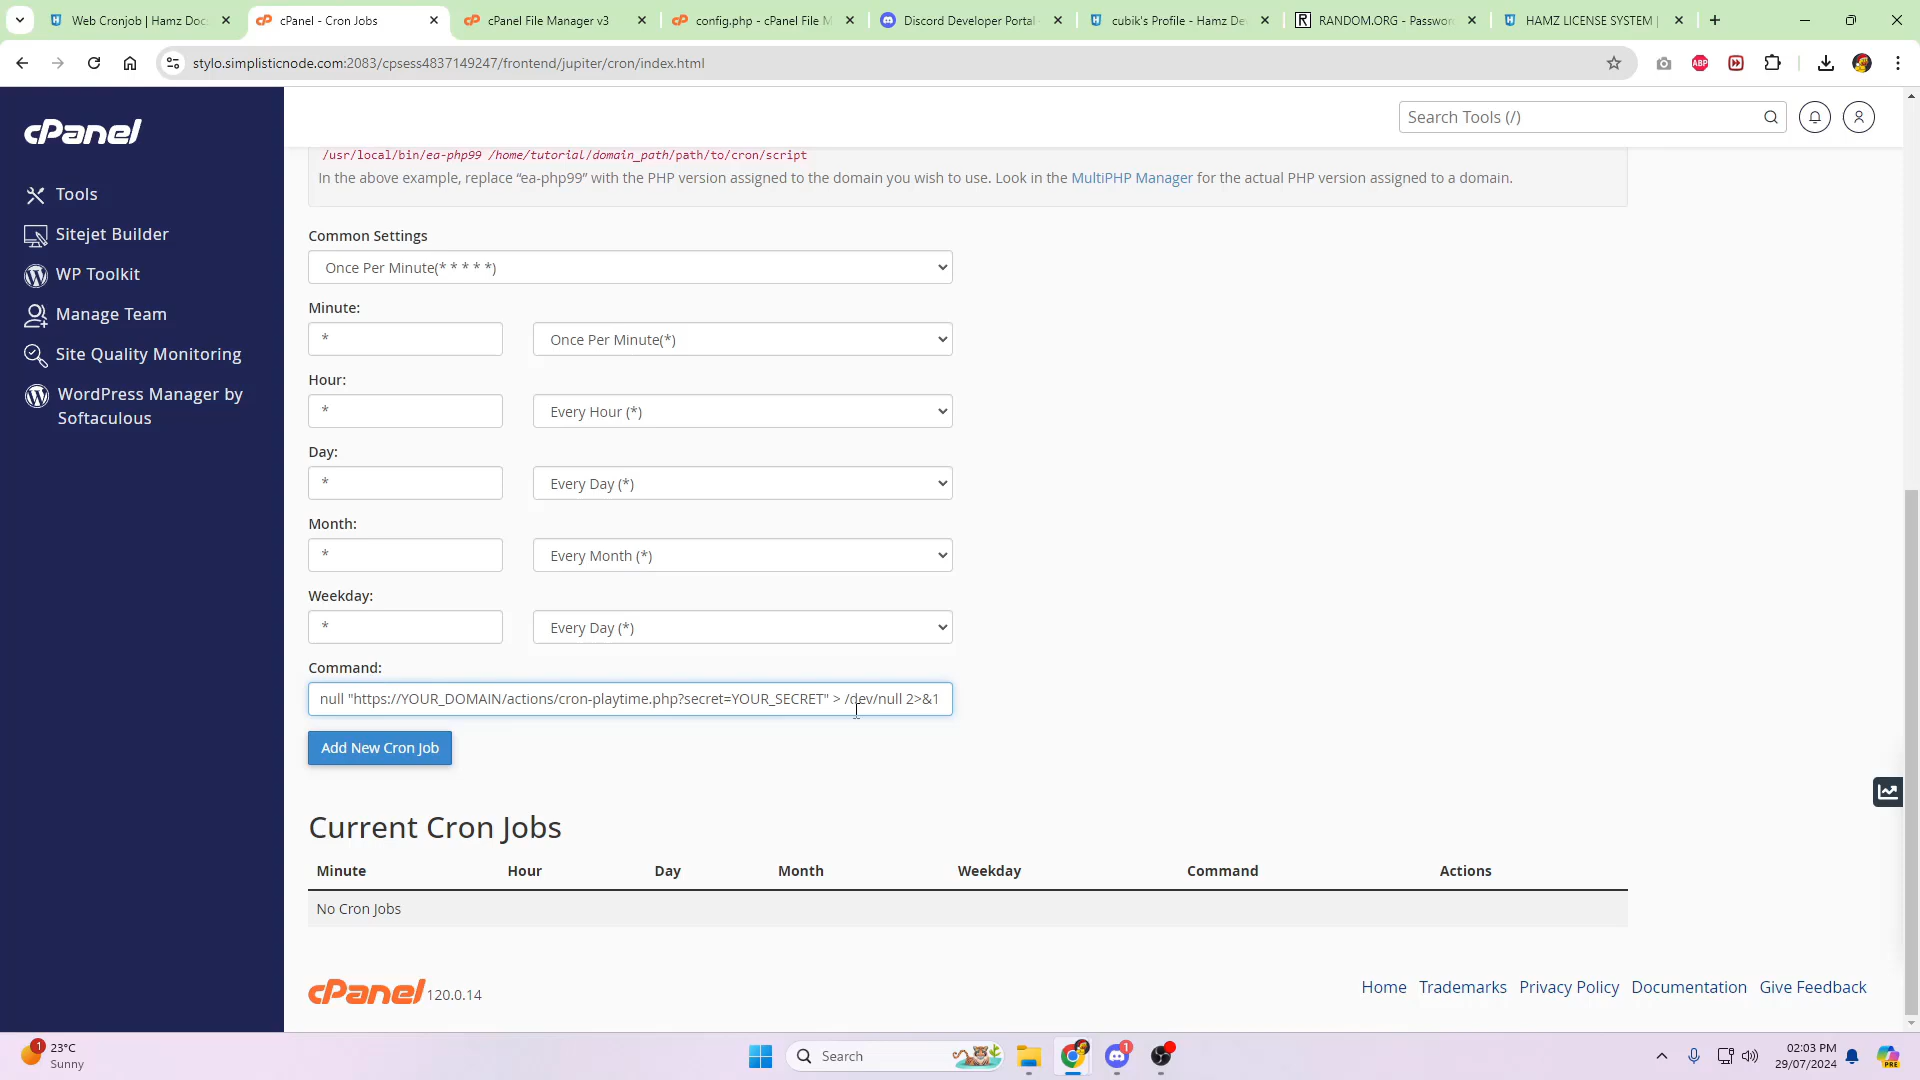 Web Cronjob | Hamz Doc
cPanel - Cron Jobs
cPanel File Manager v3
config.php - cPanel File M
Discord Developer Portal
cubik's Profile - Hamz De
RANDOM.ORG - Passwor
HAMZ LICENSE SYSTEM |
stylo.simplisticnode.com:2083/cpsess4837149247/frontend/jupiter/cron/index.html
ABP
cPanel
Search Tools (/)
Tools
Sitejet Builder
WP Toolkit
Manage Team
Site Quality Monitoring
WordPress Manager by
Softaculous
/usr/local/bin/ea-php99 /home/tutorial/domain_path/path/to/cron/script
In the above example, replace “ea-php99” with the PHP version assigned to the domain you wish to use. Look in the MultiPHP Manager for the actual PHP version assigned to a domain.
Common Settings
Once Per Minute(* * * * *)
Minute:
*
Once Per Minute(*)
Hour:
*
Every Hour (*)
Day:
*
Every Day (*)
Month:
*
Every Month (*)
Weekday:
*
Every Day (*)
Command:
null "https://YOUR_DOMAIN/actions/cron-playtime.php?secret=YOUR_SECRET" > /dev/null 2>&1
Add New Cron Job
Current Cron Jobs
Minute Hour Day Month Weekday Command Actions
No Cron Jobs
cPanel 120.0.14
Home Trademarks Privacy Policy Documentation Give Feedback
1
23°C
Sunny
Search
1
02:03 PM
29/07/2024
PRE